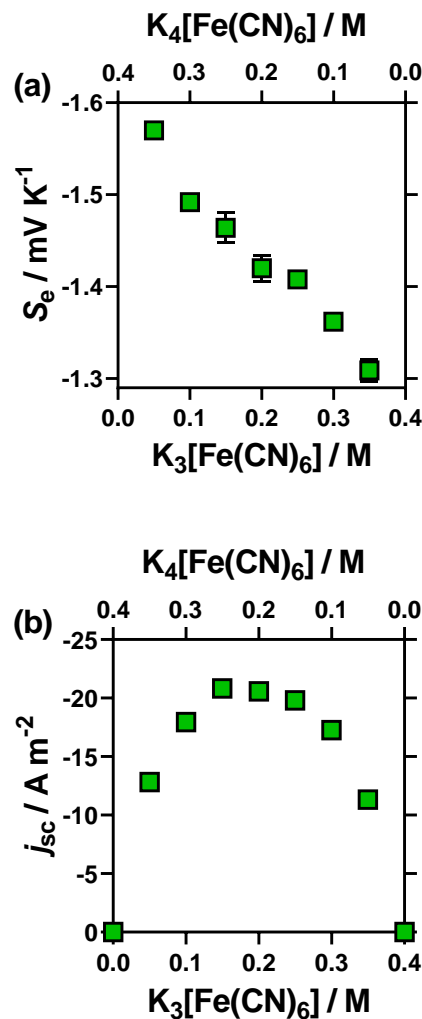 K₄[Fe(CN)₆] / M
0.4 0.3 0.2 0.1 0.0
(a)
-1.6
-1.5
-1.4
-1.3
Sₑ / mV K⁻¹
0.0 0.1 0.2 0.3 0.4
K₃[Fe(CN)₆] / M
K₄[Fe(CN)₆] / M
0.4 0.3 0.2 0.1 0.0
(b)
-25
-20
-15
-10
-5
0
jsc / A m⁻²
0.0 0.1 0.2 0.3 0.4
K₃[Fe(CN)₆] / M